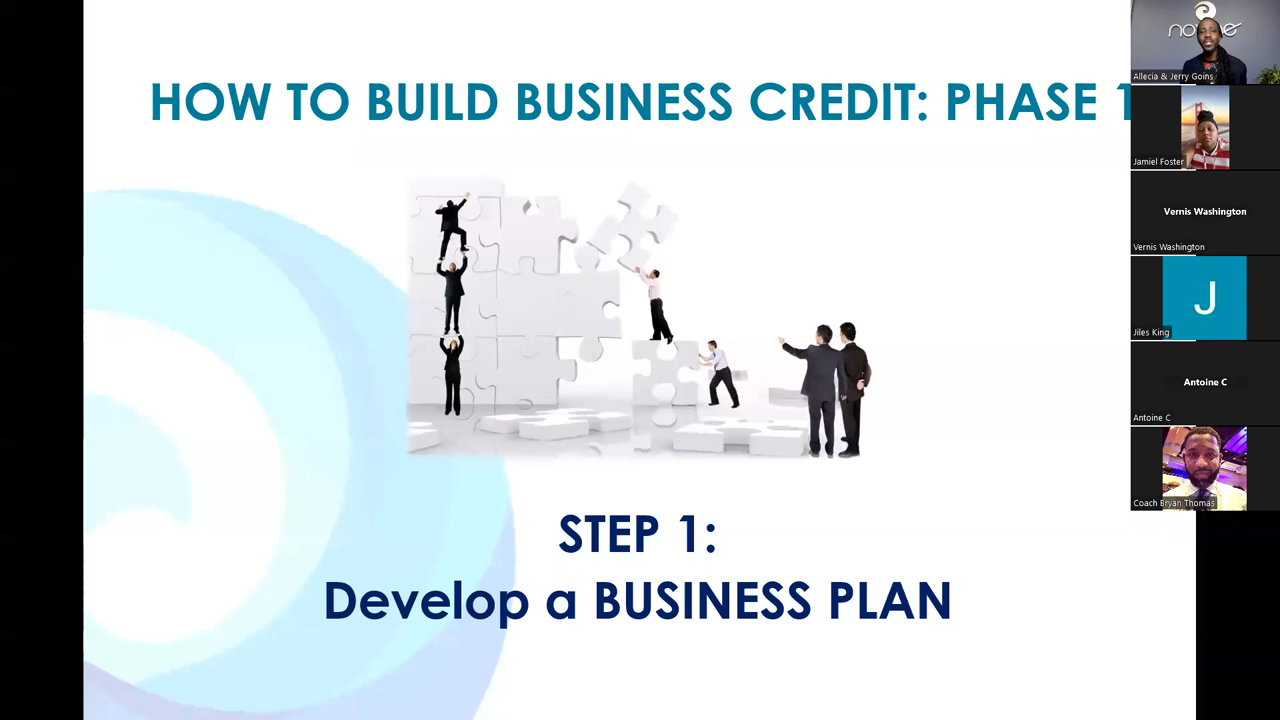 HOW TO BUILD BUSINESS CREDIT: PHASE 1
STEP 1:
Develop a BUSINESS PLAN
Allecia & Jerry Goins
Jamiel Foster
Vernis Washington
Vernis Washington
J
Jiles King
Antoine C
Antoine C
Coach Bryan Thomas